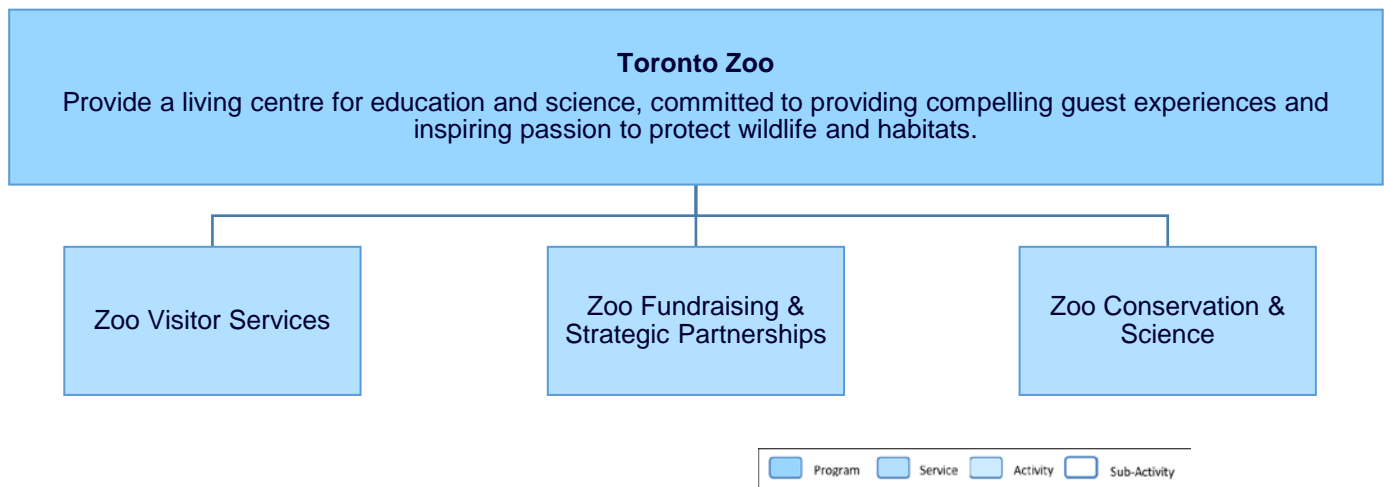 Toronto Zoo
Provide a living centre for education and science, committed to providing compelling guest experiences and
inspiring passion to protect wildlife and habitats.
Zoo Visitor Services
Zoo Fundraising &
Strategic Partnerships
Zoo Conservation &
Science
Program Service Activity Sub-Activity